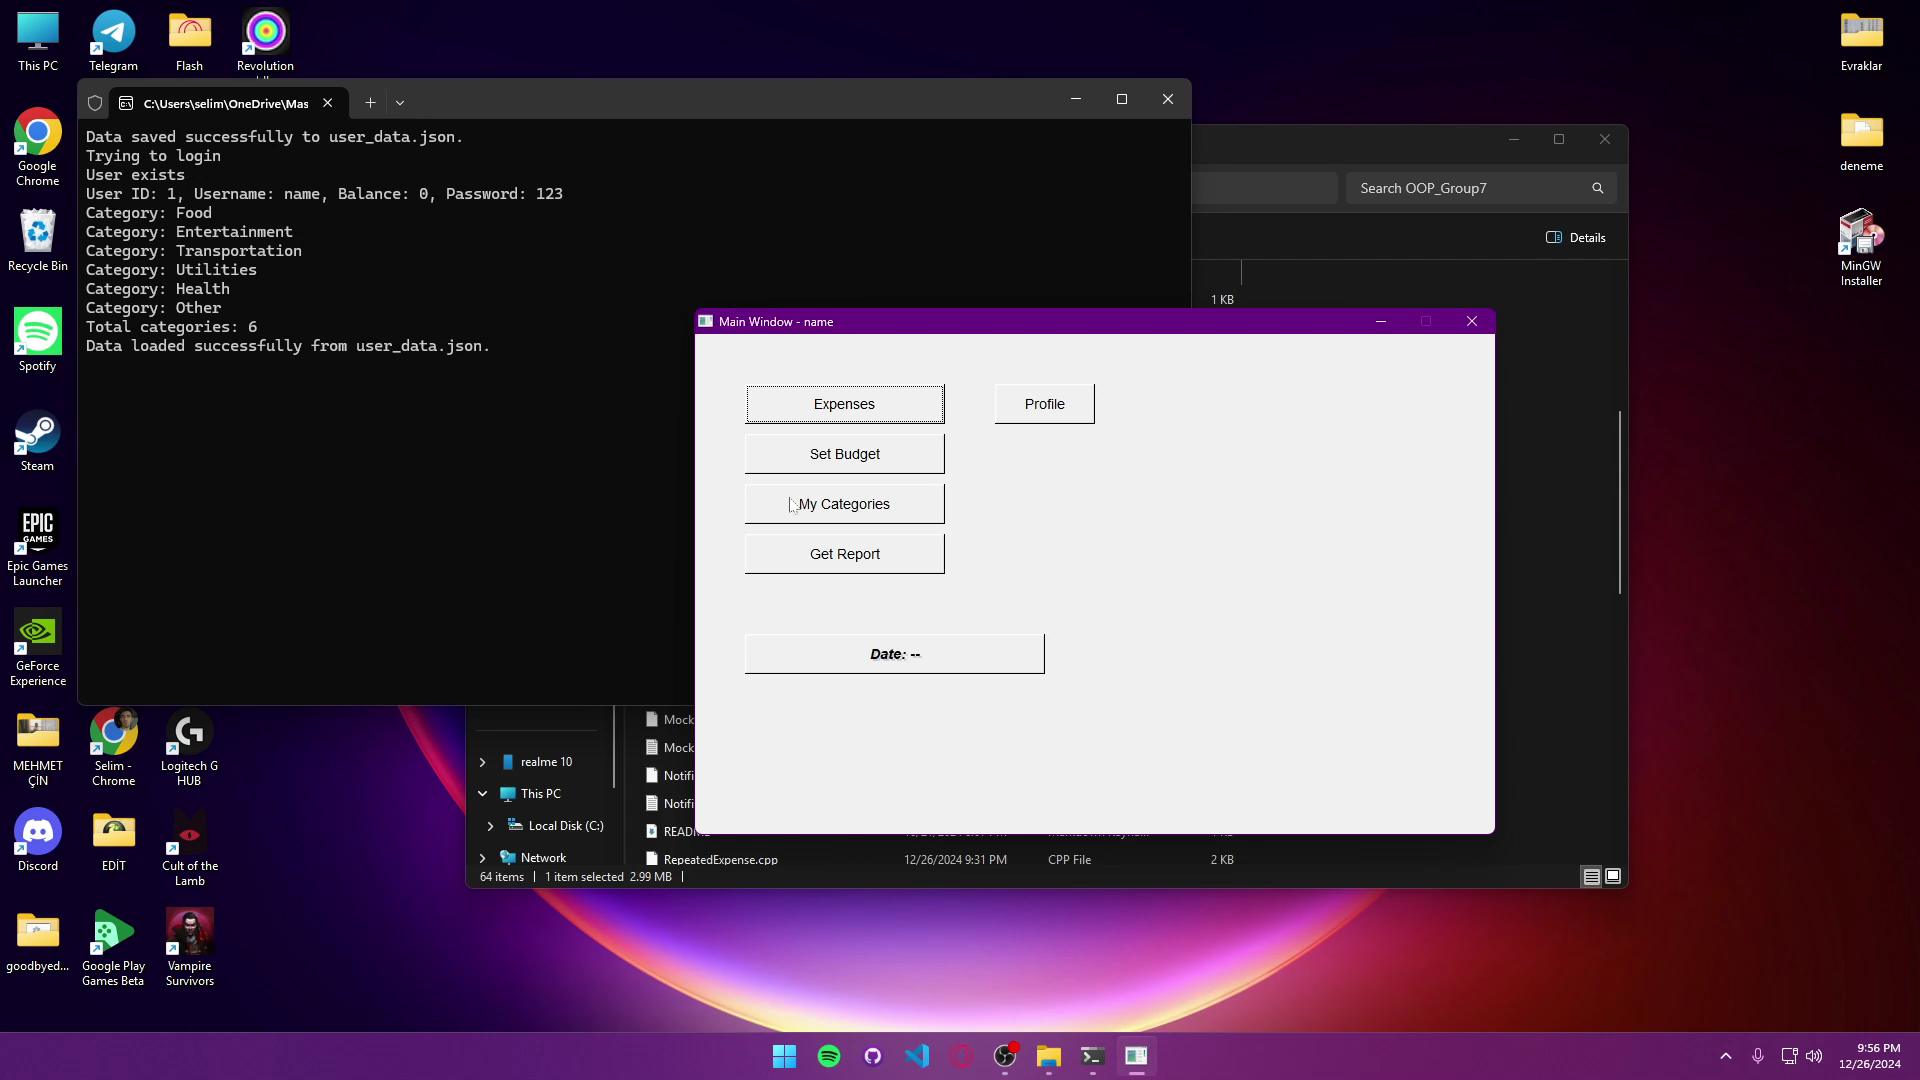 This PC
Telegram
Flash
Revolution
Google
Chrome
Recycle Bin
Spotify
Steam
EPIC
GAMES
Epic Games
Launcher
GeForce
Experience
MEHMET
ÇİN
Selim -
Chrome
Logitech G
HUB
Discord
EDİT
Cult of the
Lamb
goodbyed...
Google Play
Games Beta
Vampire
Survivors
Evraklar
deneme
MinGW
Installer
C:\Users\selim\OneDrive\Mas
Data saved successfully to user_data.json.
Trying to login
User exists
User ID: 1, Username: name, Balance: 0, Password: 123
Category: Food
Category: Entertainment
Category: Transportation
Category: Utilities
Category: Health
Category: Other
Total categories: 6
Data loaded successfully from user_data.json.
Search OOP_Group7
Details
1 KB
Main Window - name
Expenses
Profile
Set Budget
My Categories
Get Report
Date: --
realme 10
This PC
Local Disk (C:)
Network
Mock
Mock
Notifi
Notifi
RepeatedExpense.cpp 12/26/2024 9:31 PM CPP File 2 KB
64 items 1 item selected 2.99 MB
9:56 PM
12/26/2024